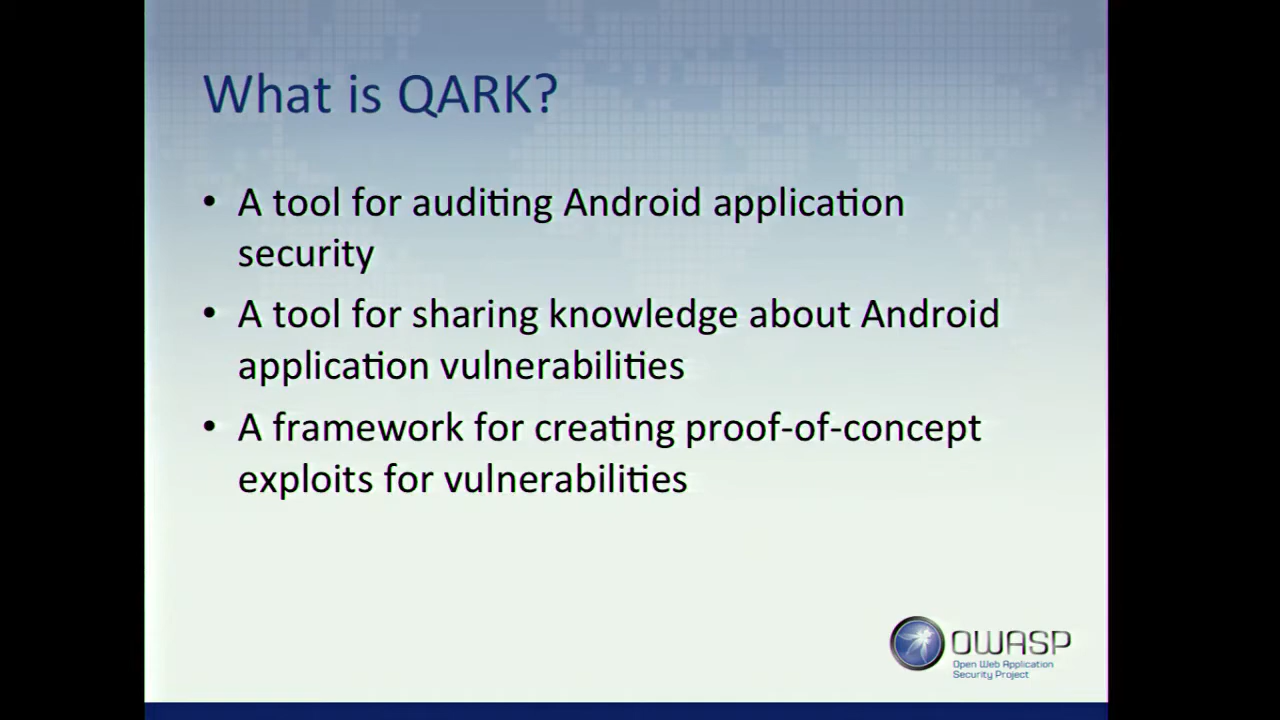 What is QARK?
• A tool for auditing Android application
security
• A tool for sharing knowledge about Android
application vulnerabilities
• A framework for creating proof-of-concept
exploits for vulnerabilities
OWASP
Open Web Application
Security Project